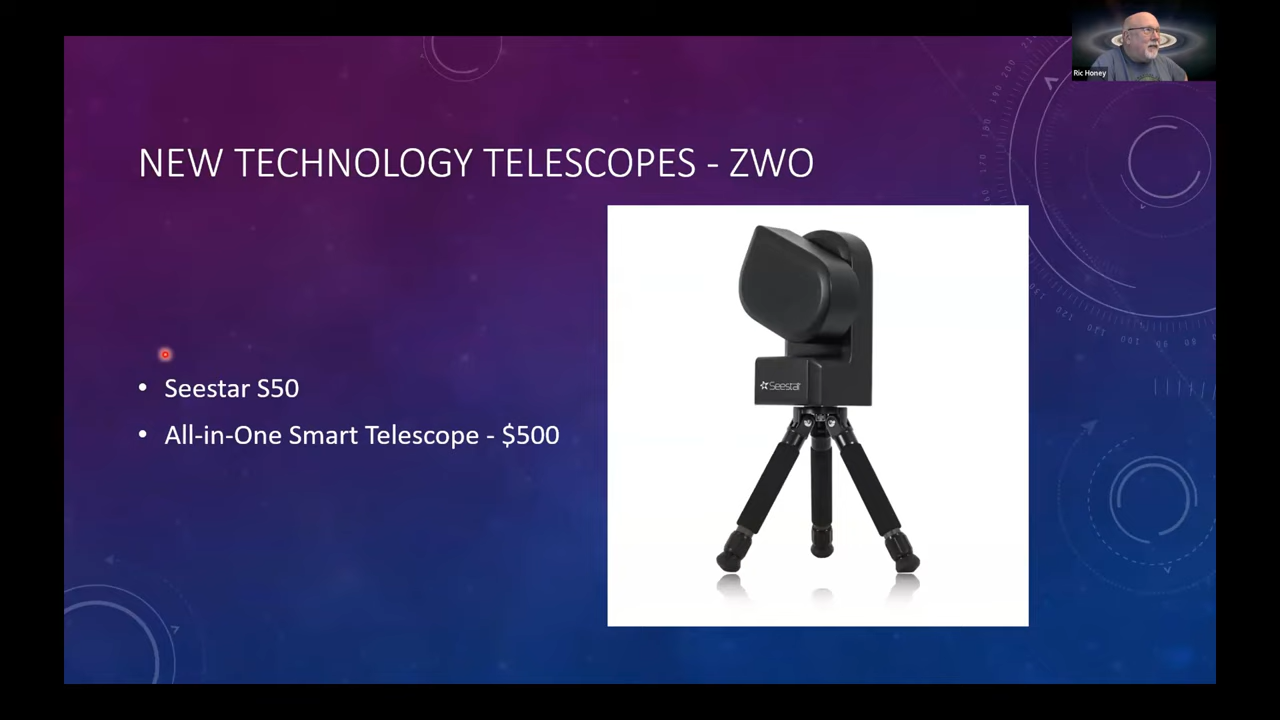 Ric Honey
NEW TECHNOLOGY TELESCOPES - ZWO
• Seestar S50
• All-in-One Smart Telescope - $500
Seestar